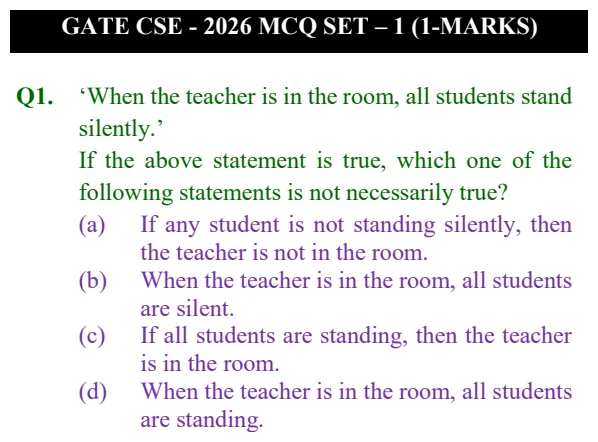 GATE CSE - 2026 MCQ SET – 1 (1-MARKS)
Q1. ‘When the teacher is in the room, all students stand
silently.’
If the above statement is true, which one of the
following statements is not necessarily true?
(a) If any student is not standing silently, then
the teacher is not in the room.
(b) When the teacher is in the room, all students
are silent.
(c) If all students are standing, then the teacher
is in the room.
(d) When the teacher is in the room, all students
are standing.